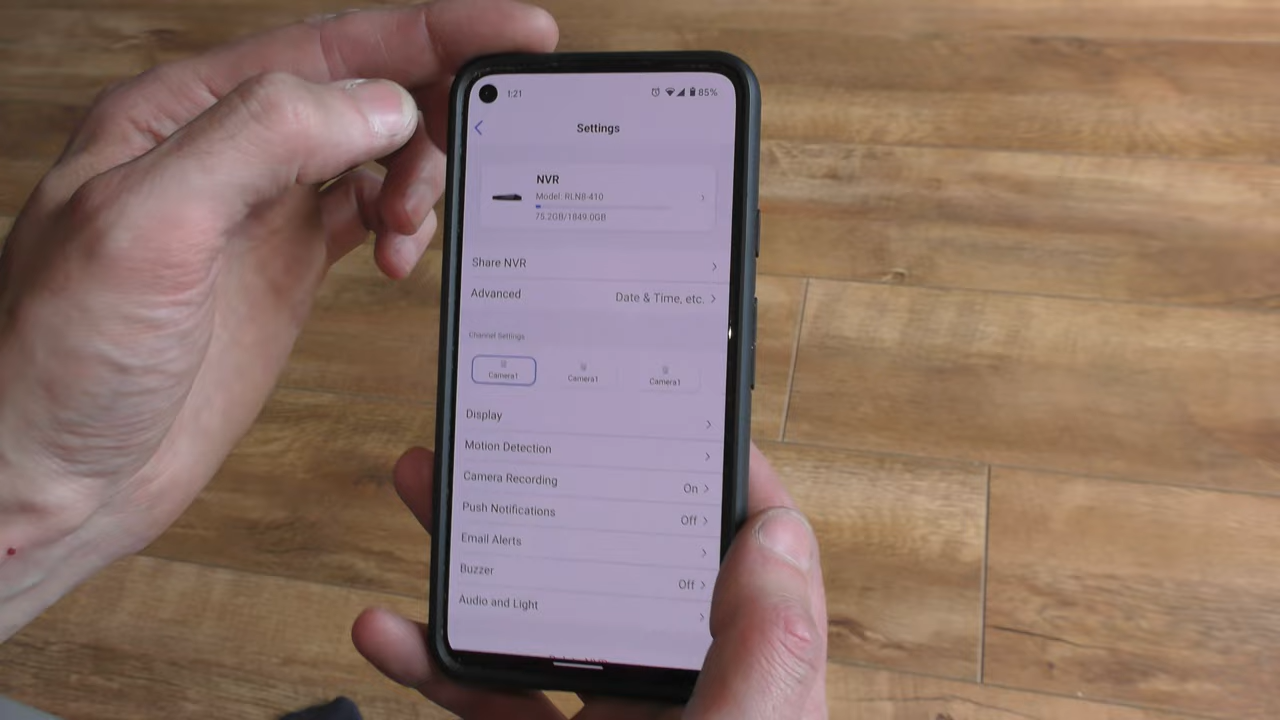 1:21
85%
Settings
NVR
Model: RLN8-410
75.2GB/1849.0GB
Share NVR
Advanced Date & Time, etc.
Channel Settings
Camera1 Camera1 Camera1
Display
Motion Detection
Camera Recording On
Push Notifications Off
Email Alerts
Buzzer Off
Audio and Light